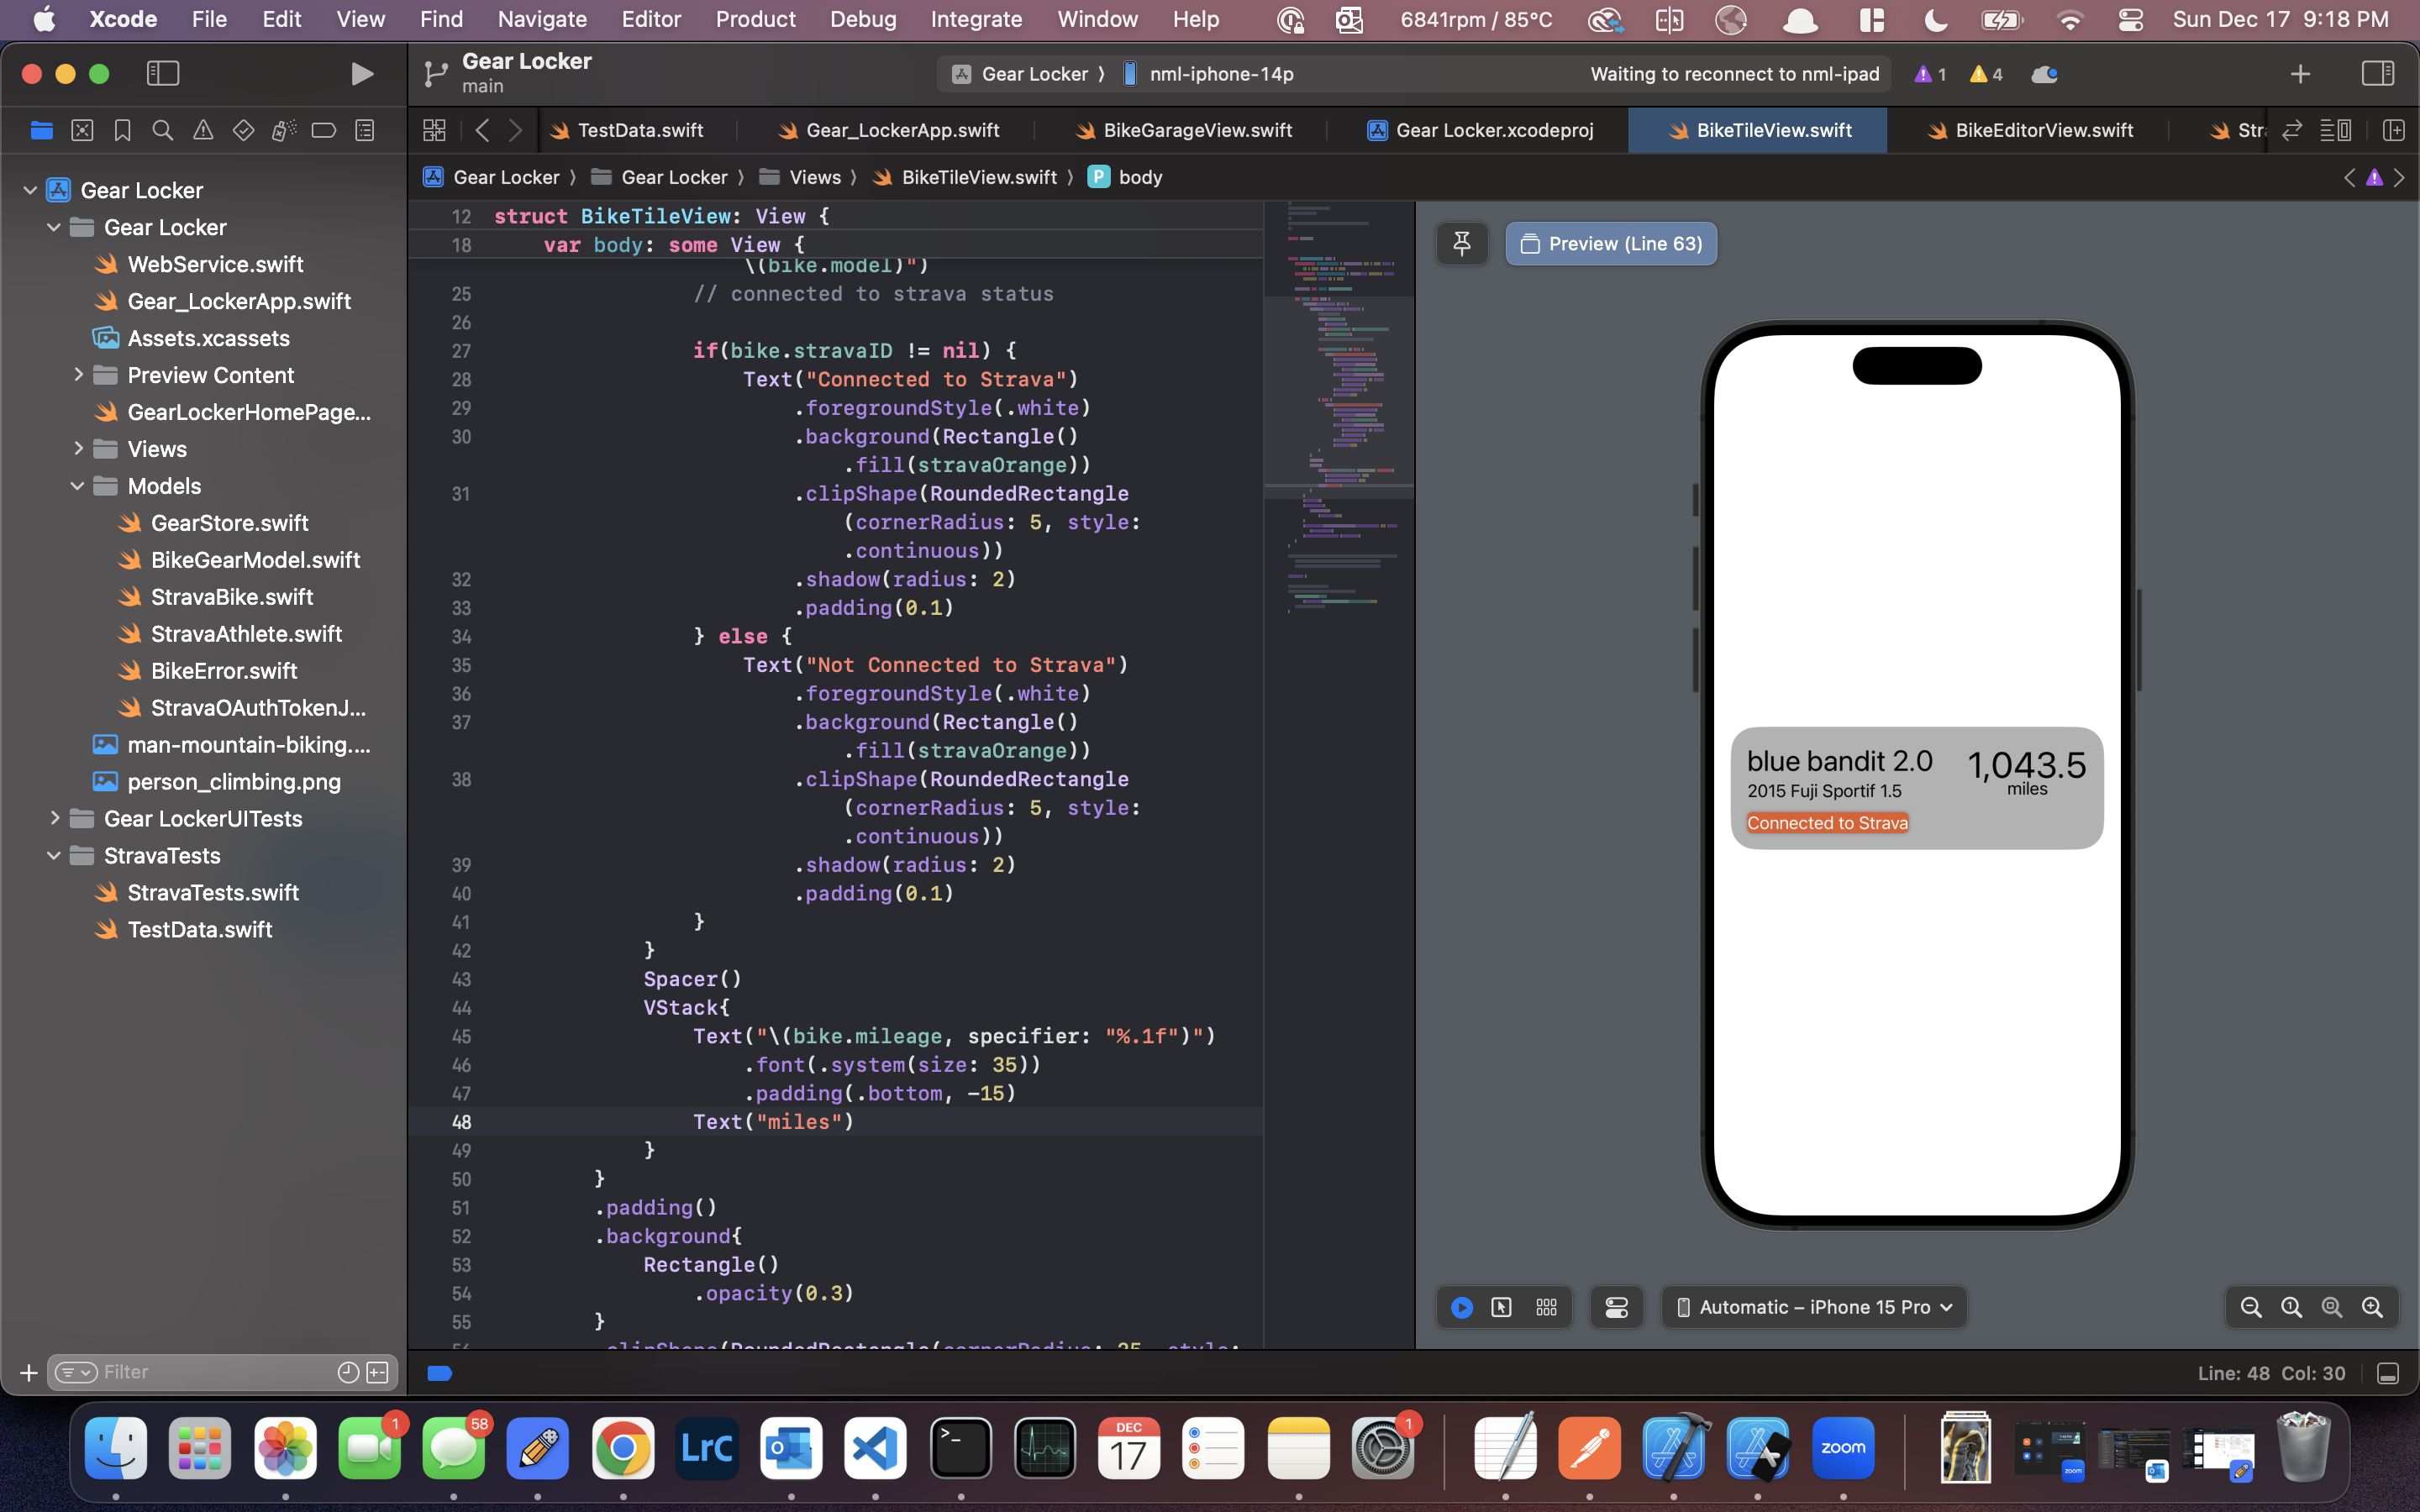 Xcode File Edit View Find Navigate Editor Product Debug Integrate Window Help 6841rpm / 85°C Sun Dec 17 9:18 PM
Gear Locker
main
Gear Locker nml-iphone-14p Waiting to reconnect to nml-ipad 1 4
TestData.swift Gear_LockerApp.swift BikeGarageView.swift Gear Locker.xcodeproj BikeTileView.swift BikeEditorView.swift Str
Gear Locker Gear Locker Views BikeTileView.swift P body
Gear Locker
Gear Locker
WebService.swift
Gear_LockerApp.swift
Assets.xcassets
Preview Content
GearLockerHomePage...
Views
Models
GearStore.swift
BikeGearModel.swift
StravaBike.swift
StravaAthlete.swift
BikeError.swift
StravaOAuthTokenJ...
man-mountain-biking....
person_climbing.png
Gear LockerUITests
StravaTests
StravaTests.swift
TestData.swift
Filter
12 struct BikeTileView: View {
18 var body: some View {
\(bike.model)")
25 // connected to strava status
26
27 if(bike.stravaID != nil) {
28 Text("Connected to Strava")
29 .foregroundStyle(.white)
30 .background(Rectangle()
.fill(stravaOrange))
31 .clipShape(RoundedRectangle
(cornerRadius: 5, style:
.continuous))
32 .shadow(radius: 2)
33 .padding(0.1)
34 } else {
35 Text("Not Connected to Strava")
36 .foregroundStyle(.white)
37 .background(Rectangle()
.fill(stravaOrange))
38 .clipShape(RoundedRectangle
(cornerRadius: 5, style:
.continuous))
39 .shadow(radius: 2)
40 .padding(0.1)
41 }
42 }
43 Spacer()
44 VStack{
45 Text("\(bike.mileage, specifier: "%.1f")")
46 .font(.system(size: 35))
47 .padding(.bottom, -15)
48 Text("miles")
49 }
50 }
51 .padding()
52 .background{
53 Rectangle()
54 .opacity(0.3)
55 }
Preview (Line 63)
blue bandit 2.0
2015 Fuji Sportif 1.5
Connected to Strava
1,043.5
miles
Automatic – iPhone 15 Pro
Line: 48 Col: 30
1
58
LrC
DEC
17
1
zoom